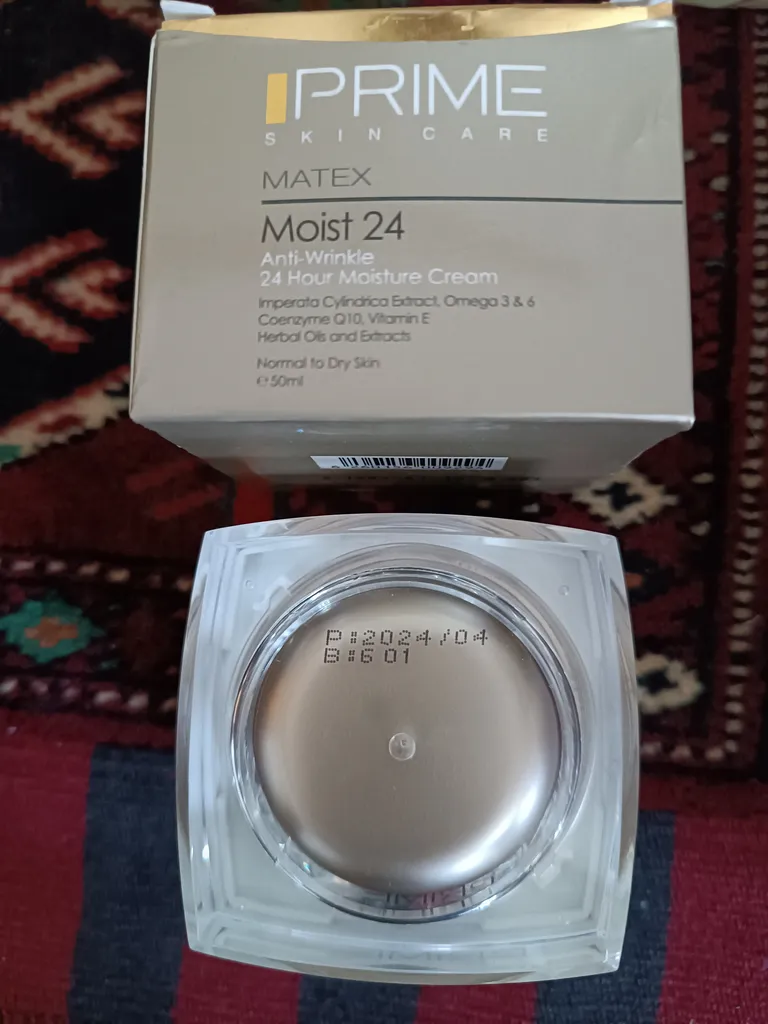 PRIME
SKIN CARE
MATEX
Moist 24
Anti-Wrinkle
24 Hour Moisture Cream
Imperata Cylindrica Extract, Omega 3 & 6
Coenzyme Q10, Vitamin E
Herbal Oils and Extracts
Normal to Dry Skin
℮50ml
P:2024/04
B:601